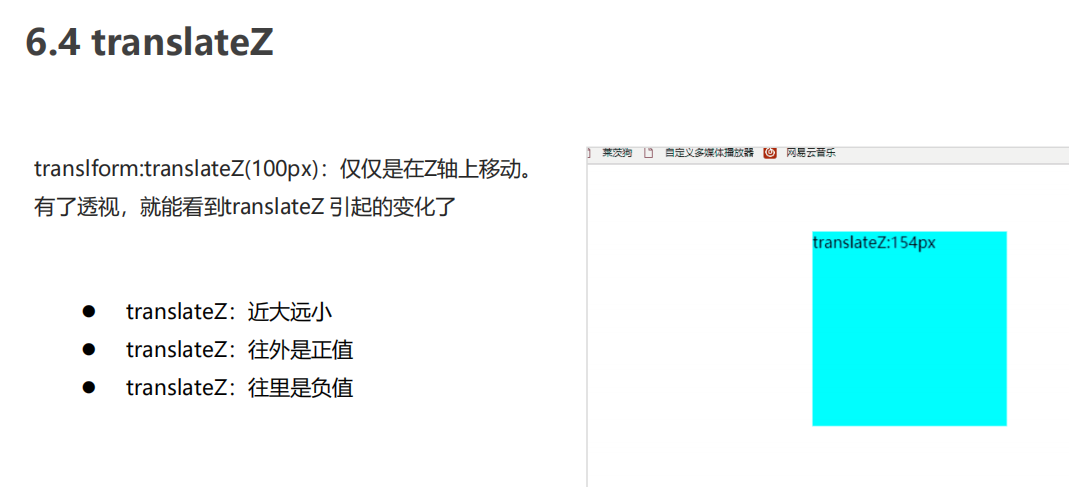 6.4 translateZ
translform:translateZ(100px)：仅仅是在Z轴上移动。
有了透视，就能看到translateZ 引起的变化了
● translateZ：近大远小
● translateZ：往外是正值
● translateZ：往里是负值
莱茨狗 自定义多媒体播放器 网易云音乐
translateZ:154px